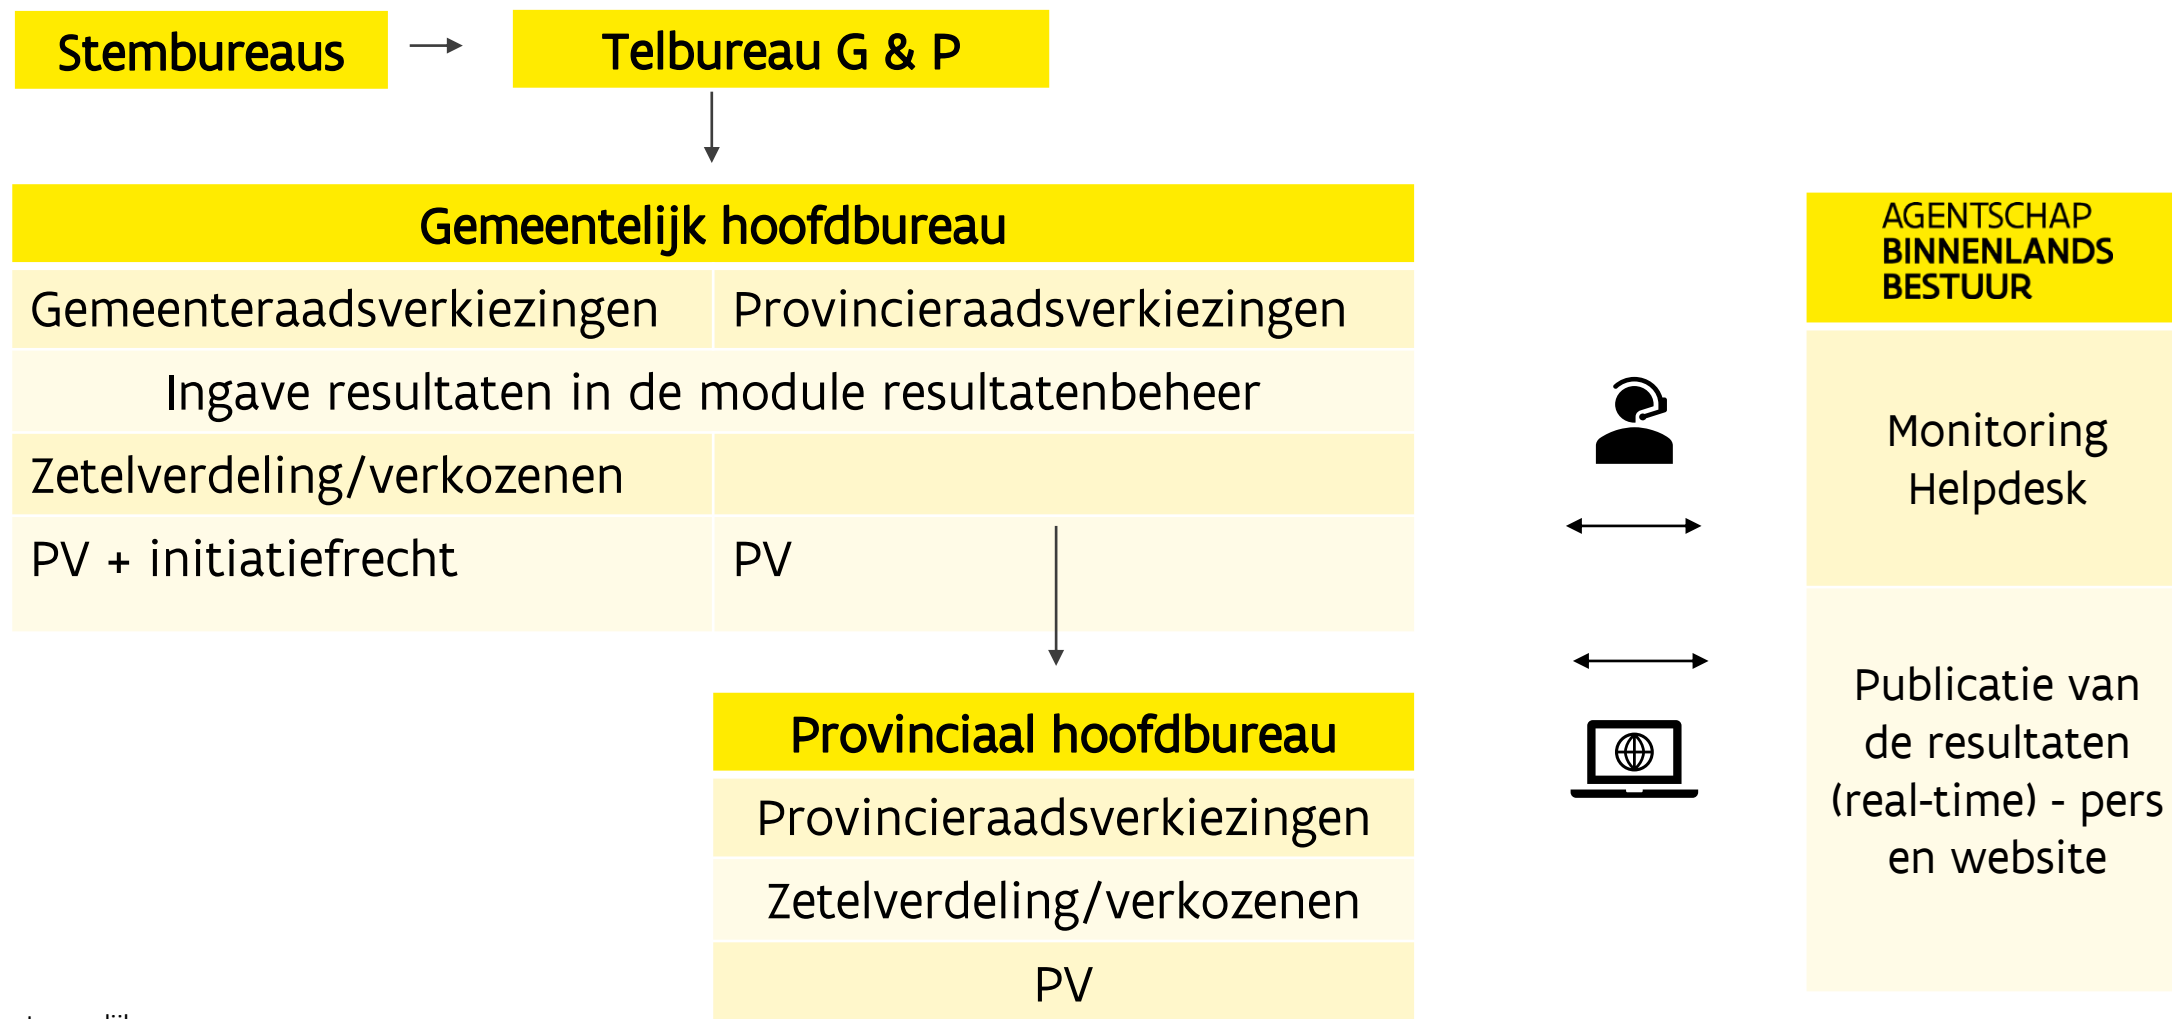 Stembureaus
Telbureau G & P
Gemeentelijk hoofdbureau
Gemeenteraadsverkiezingen
Provincieraadsverkiezingen
Ingave resultaten in de module resultatenbeheer
Zetelverdeling/verkozenen
PV + initiatiefrecht
PV
Provinciaal hoofdbureau
Provincieraadsverkiezingen
Zetelverdeling/verkozenen
PV
AGENTSCHAP
BINNENLANDS
BESTUUR
Monitoring
Helpdesk
Publicatie van
de resultaten
(real-time) - pers
en website